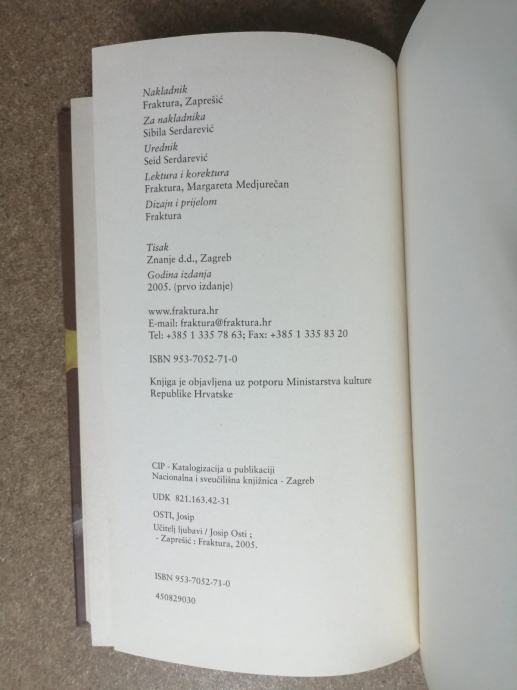 Nakladnik
Fraktura, Zaprešić
Za nakladnika
Sibila Serdarević
Urednik
Seid Serdarević
Lektura i korektura
Fraktura, Margareta Medjurečan
Dizajn i prijelom
Fraktura
Tisak
Znanje d.d., Zagreb
Godina izdanja
2005. (prvo izdanje)
www.fraktura.hr
E-mail: fraktura@fraktura.hr
Tel: +385 1 335 78 63; Fax: +385 1 335 83 20
ISBN 953-7052-71-0
Knjiga je objavljena uz potporu Ministarstva kulture
Republike Hrvatske
CIP - Katalogizacija u publikaciji
Nacionalna i sveučilišna knjižnica - Zagreb
UDK 821.163.42-31
OSTI, Josip
Učitelj ljubavi / Josip Osti ;
- Zaprešić : Fraktura, 2005.
ISBN 953-7052-71-0
450829030